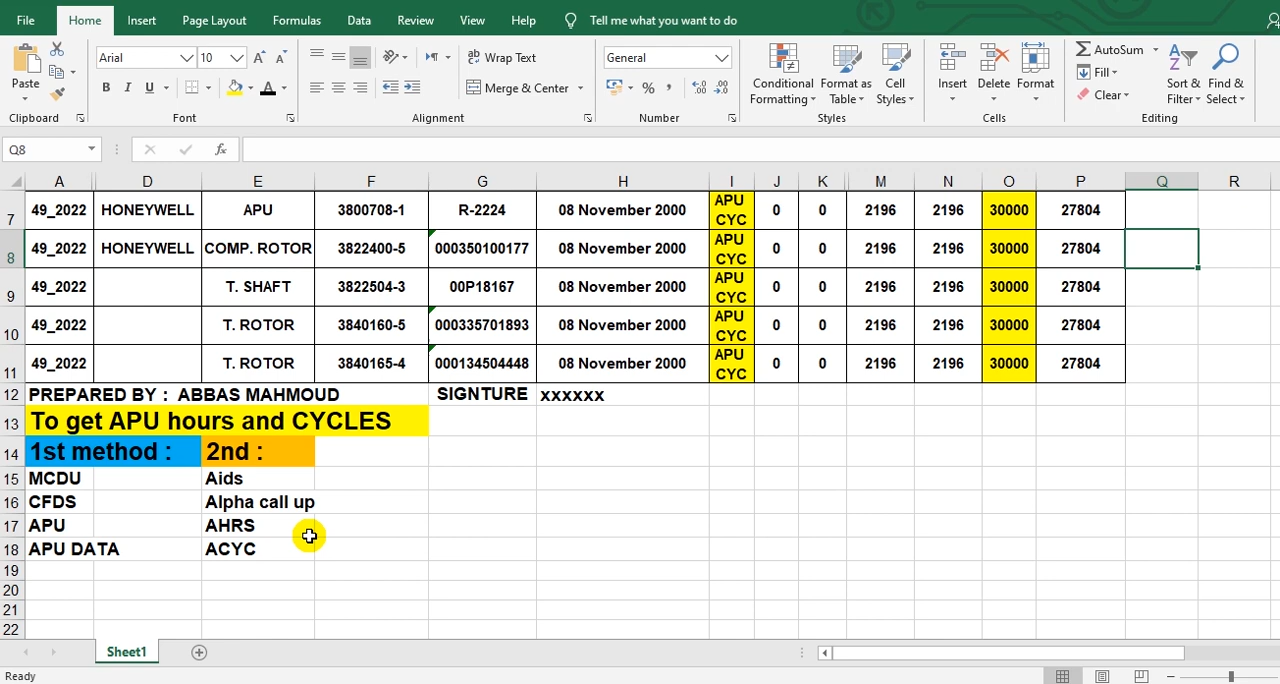 File Home Insert Page Layout Formulas Data Review View Help Tell me what you want to do
Arial 10 A A ab Wrap Text General AutoSum
Paste Conditional Format as Cell Insert Delete Format Fill Sort & Find &
B I U A Merge & Center % , Formatting Table Styles Clear Filter Select
Clipboard Font Alignment Number Styles Cells Editing
Q8 fx
A D E F G H I J K M N O P Q R
7 49_2022 HONEYWELL APU 3800708-1 R-2224 08 November 2000 APU CYC 0 0 2196 2196 30000 27804
8 49_2022 HONEYWELL COMP. ROTOR 3822400-5 000350100177 08 November 2000 APU CYC 0 0 2196 2196 30000 27804
9 49_2022 T. SHAFT 3822504-3 00P18167 08 November 2000 APU CYC 0 0 2196 2196 30000 27804
10 49_2022 T. ROTOR 3840160-5 000335701893 08 November 2000 APU CYC 0 0 2196 2196 30000 27804
11 49_2022 T. ROTOR 3840165-4 000134504448 08 November 2000 APU CYC 0 0 2196 2196 30000 27804
12 PREPARED BY : ABBAS MAHMOUD SIGNTURE xxxxxx
13 To get APU hours and CYCLES
14 1st method : 2nd :
15 MCDU Aids
16 CFDS Alpha call up
17 APU AHRS
18 APU DATA ACYC
19
20
21
22
Sheet1
Ready